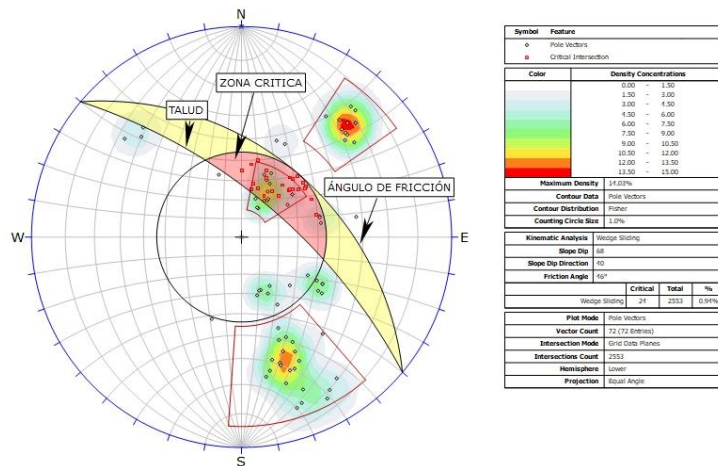 N
ZONA CRITICA
TALUD
ÁNGULO DE FRICCIÓN
W
E
S
Symbol Feature
Pole Vectors
Critical Intersection
Color Density Concentrations
0.00 - 1.50
1.50 - 3.00
3.00 - 4.50
4.50 - 6.00
6.00 - 7.50
7.50 - 9.00
9.00 - 10.50
10.50 - 12.00
12.00 - 13.50
13.50 - 15.00
Maximum Density 14.03%
Contour Data Pole Vectors
Contour Distribution Fisher
Counting Circle Size 1.0%
Kinematic Analysis Wedge Sliding
Slope Dip 68
Slope Dip Direction 40
Friction Angle 46°
Critical Total %
Wedge Sliding 24 2553 0.94%
Plot Mode Pole Vectors
Vector Count 72 (72 Entries)
Intersection Mode Grid Data Planes
Intersections Count 2553
Hemisphere Lower
Projection Equal Angle